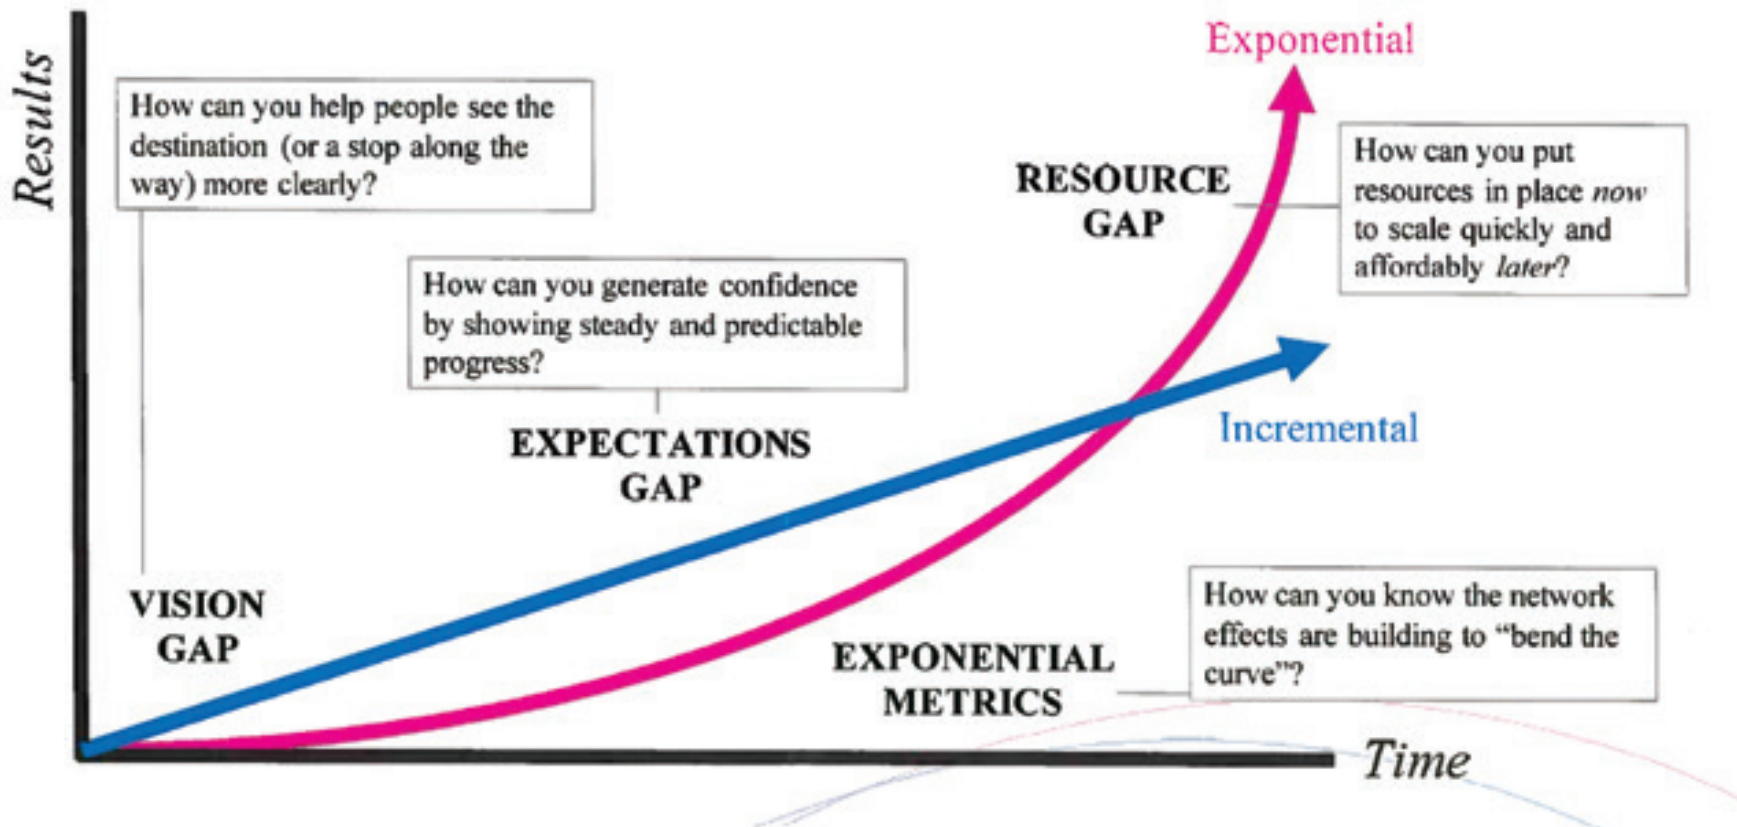 Results
How can you help people see the
destination (or a stop along the
way) more clearly?
Exponential
RESOURCE
GAP
How can you put
resources in place now
to scale quickly and
affordably later?
How can you generate confidence
by showing steady and predictable
progress?
EXPECTATIONS
GAP
Incremental
VISION
GAP
EXPONENTIAL
METRICS
How can you know the network
effects are building to “bend the
curve”?
Time